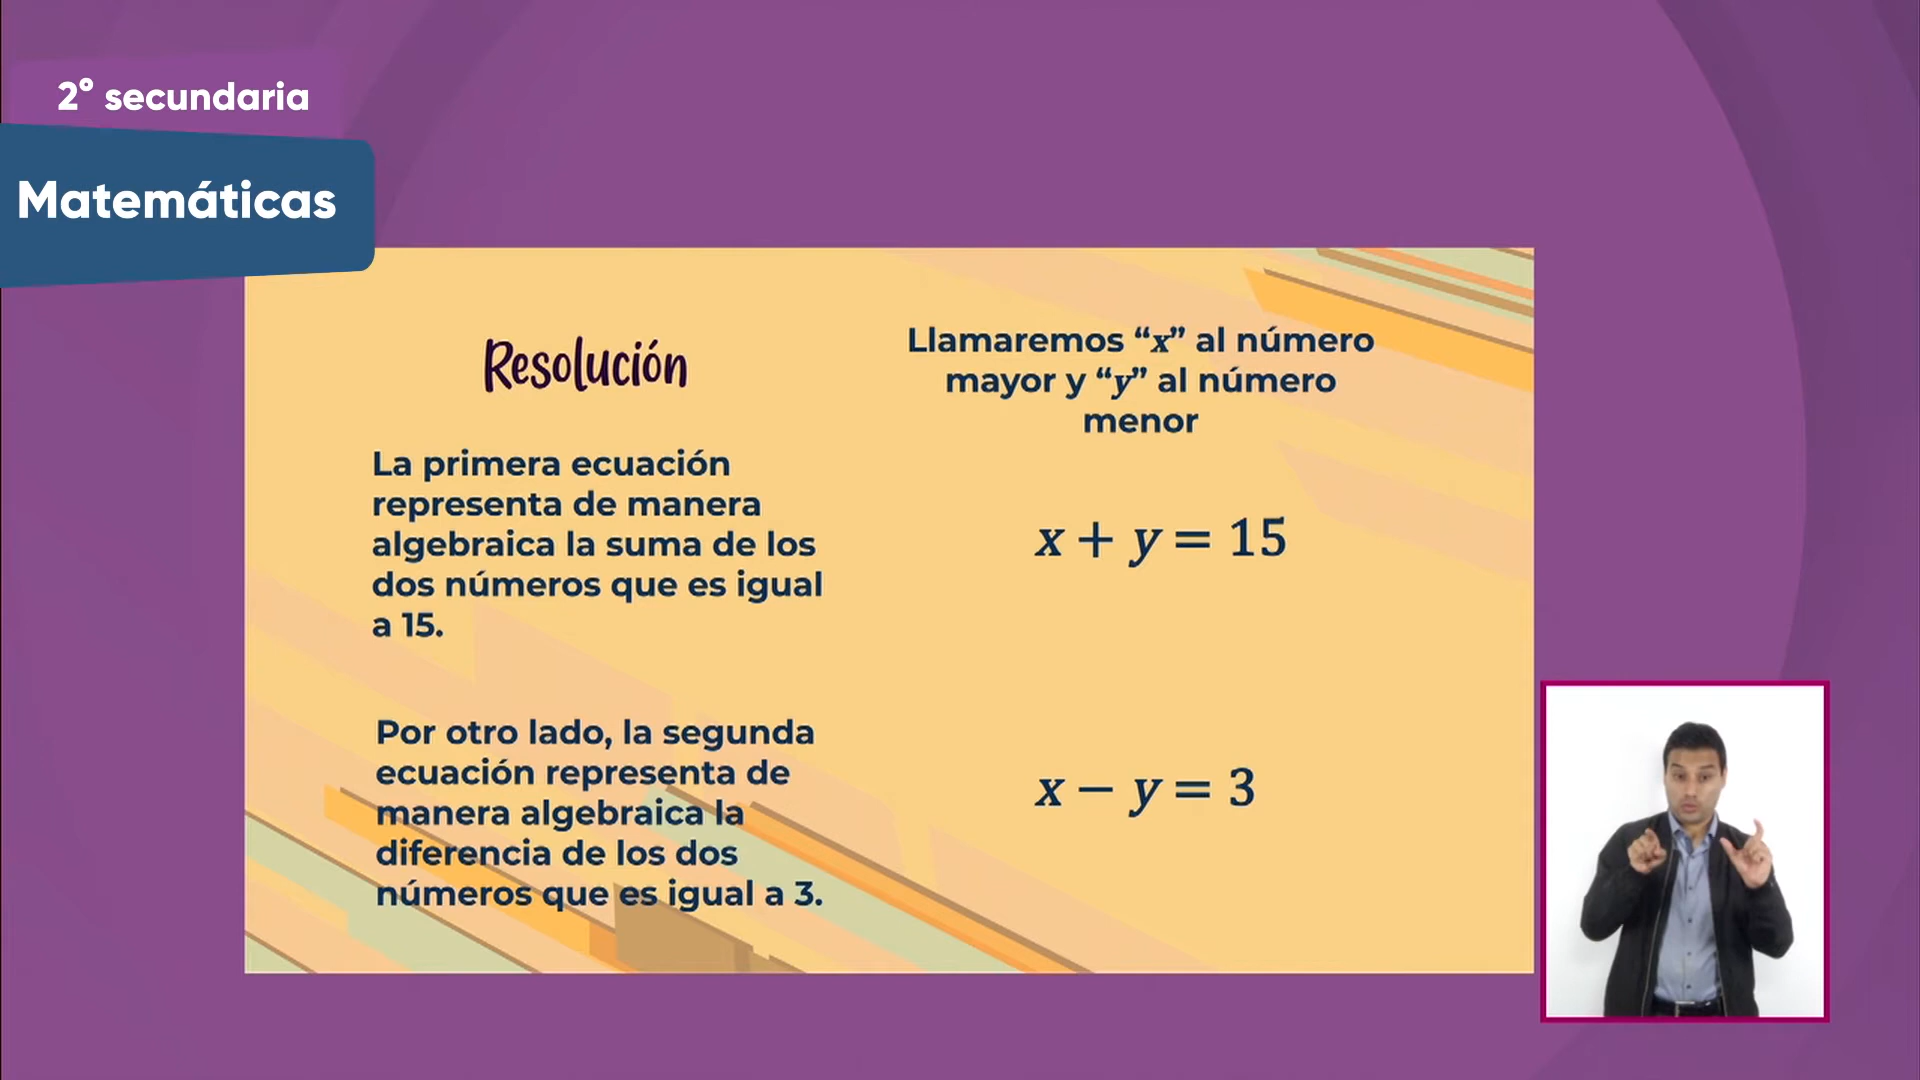 2° secundaria
Matemáticas
Resolución
La primera ecuación
representa de manera
algebraica la suma de los
dos números que es igual
a 15.
Por otro lado, la segunda
ecuación representa de
manera algebraica la
diferencia de los dos
números que es igual a 3.
Llamaremos “x” al número
mayor y “y” al número
menor
x + y = 15
x − y = 3